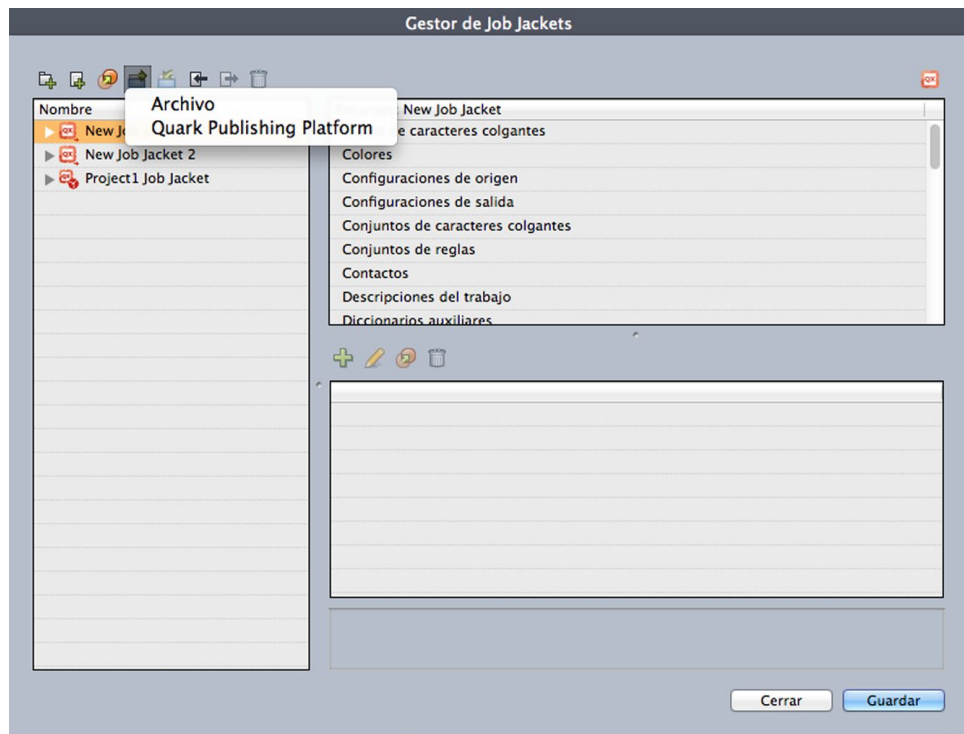 Gestor de Job Jackets
Archivo
Quark Publishing Platform
Nombre
New
New Job Jacket 2
Project1 Job Jacket
New Job Jacket
e caracteres colgantes
Colores
Configuraciones de origen
Configuraciones de salida
Conjuntos de caracteres colgantes
Conjuntos de reglas
Contactos
Descripciones del trabajo
Diccionarios auxiliares
Cerrar
Guardar